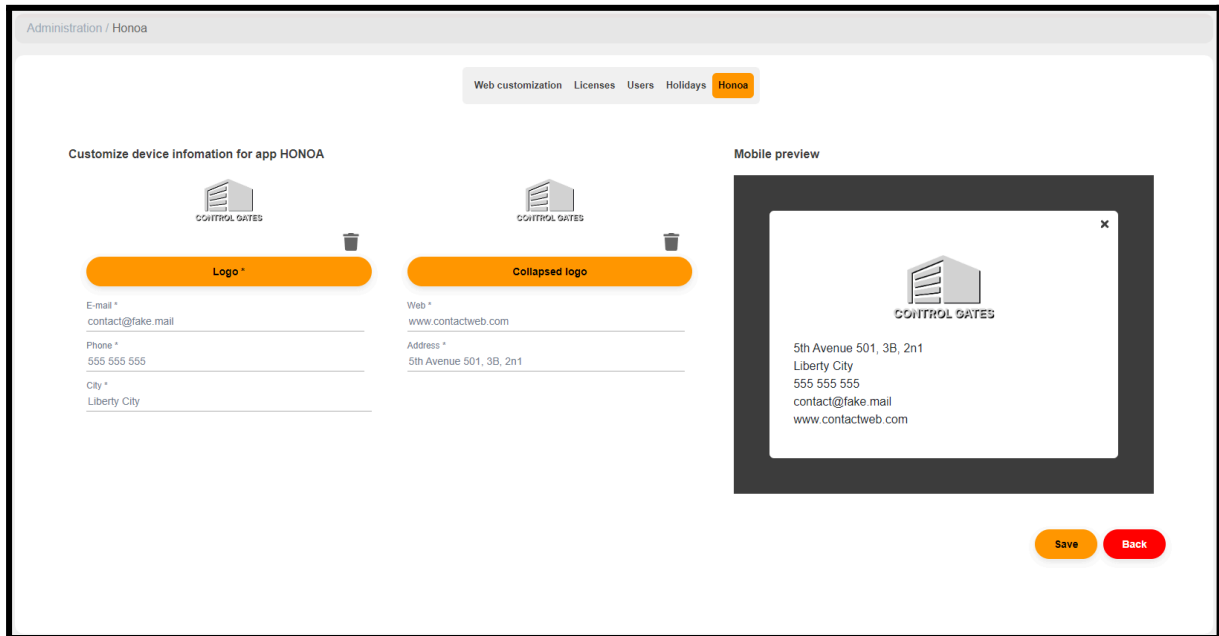 Administration / Honoa
Web customization Licenses Users Holidays Honoa
Customize device infomation for app HONOA
CONTROL GATES
Logo *
E-mail *
contact@fake.mail
Phone *
555 555 555
City *
Liberty City
CONTROL GATES
Collapsed logo
Web *
www.contactweb.com
Address *
5th Avenue 501, 3B, 2n1
Mobile preview
×
CONTROL GATES
5th Avenue 501, 3B, 2n1
Liberty City
555 555 555
contact@fake.mail
www.contactweb.com
Save Back